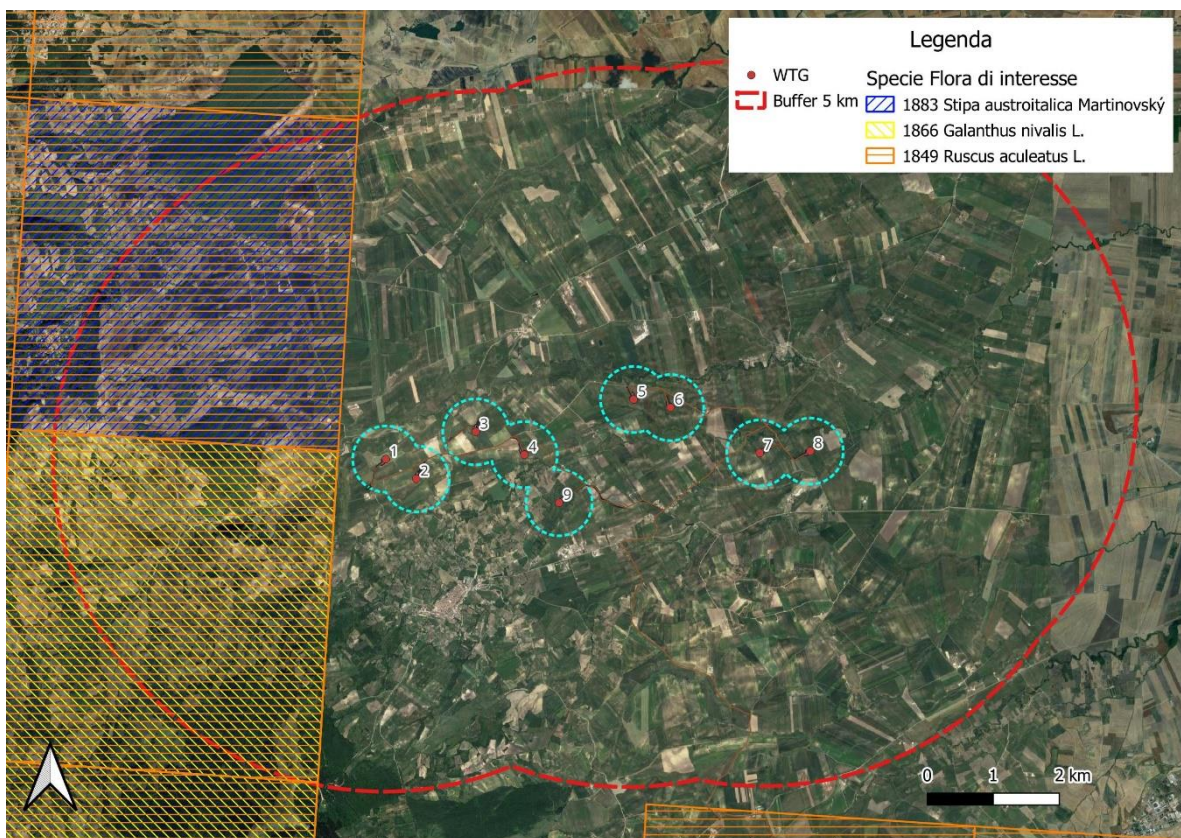 Legenda
WTG
Buffer 5 km
Specie Flora di interesse
1883 Stipa austroitalica Martinovský
1866 Galanthus nivalis L.
1849 Ruscus aculeatus L.
5
6
3
4
1
2
7
8
9
0 1 2 km